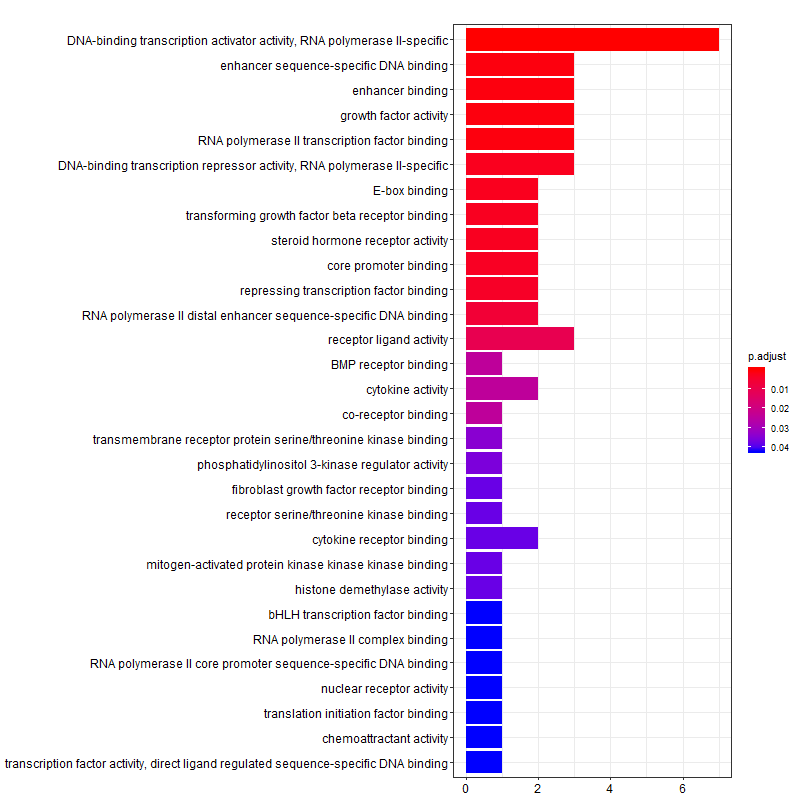 DNA-binding transcription activator activity, RNA polymerase II-specific
enhancer sequence-specific DNA binding
enhancer binding
growth factor activity
RNA polymerase II transcription factor binding
DNA-binding transcription repressor activity, RNA polymerase II-specific
E-box binding
transforming growth factor beta receptor binding
steroid hormone receptor activity
core promoter binding
repressing transcription factor binding
RNA polymerase II distal enhancer sequence-specific DNA binding
receptor ligand activity
BMP receptor binding
cytokine activity
co-receptor binding
transmembrane receptor protein serine/threonine kinase binding
phosphatidylinositol 3-kinase regulator activity
fibroblast growth factor receptor binding
receptor serine/threonine kinase binding
cytokine receptor binding
mitogen-activated protein kinase kinase kinase binding
histone demethylase activity
bHLH transcription factor binding
RNA polymerase II complex binding
RNA polymerase II core promoter sequence-specific DNA binding
nuclear receptor activity
translation initiation factor binding
chemoattractant activity
transcription factor activity, direct ligand regulated sequence-specific DNA binding
0 2 4 6
p.adjust
0.01
0.02
0.03
0.04